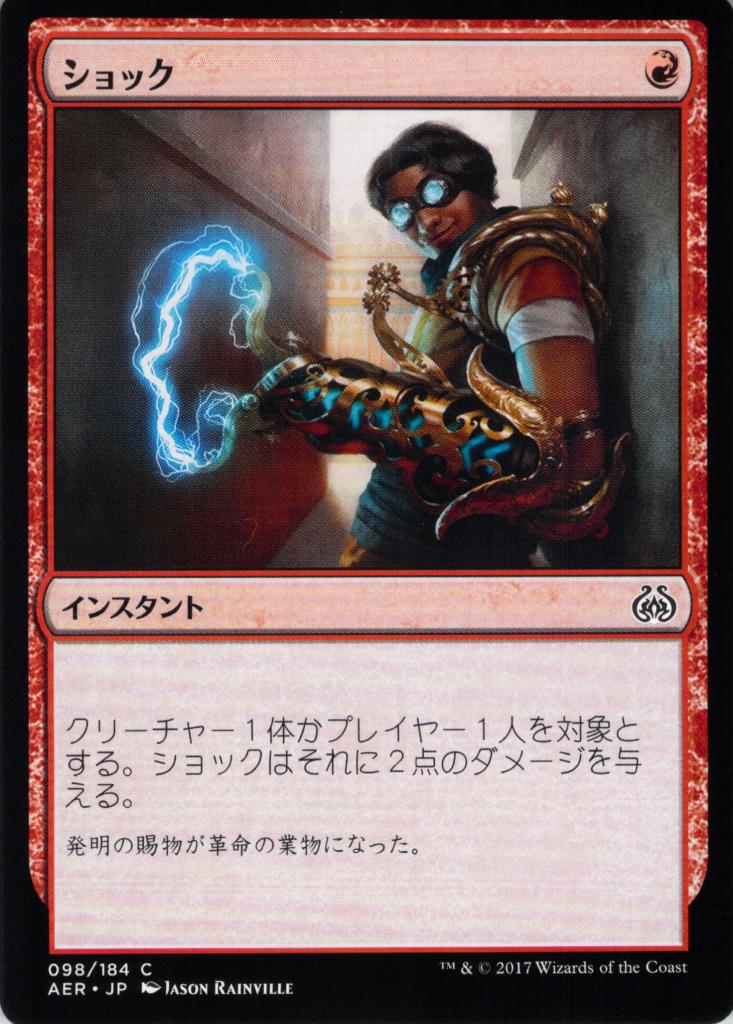 ショック
インスタント
クリーチャー１体かプレイヤー１人を対象と
する。ショックはそれに２点のダメージを与
える。
発明の賜物が革命の業物になった。
098/184 C
™ & © 2017 Wizards of the Coast
AER • JP JASON RAINVILLE